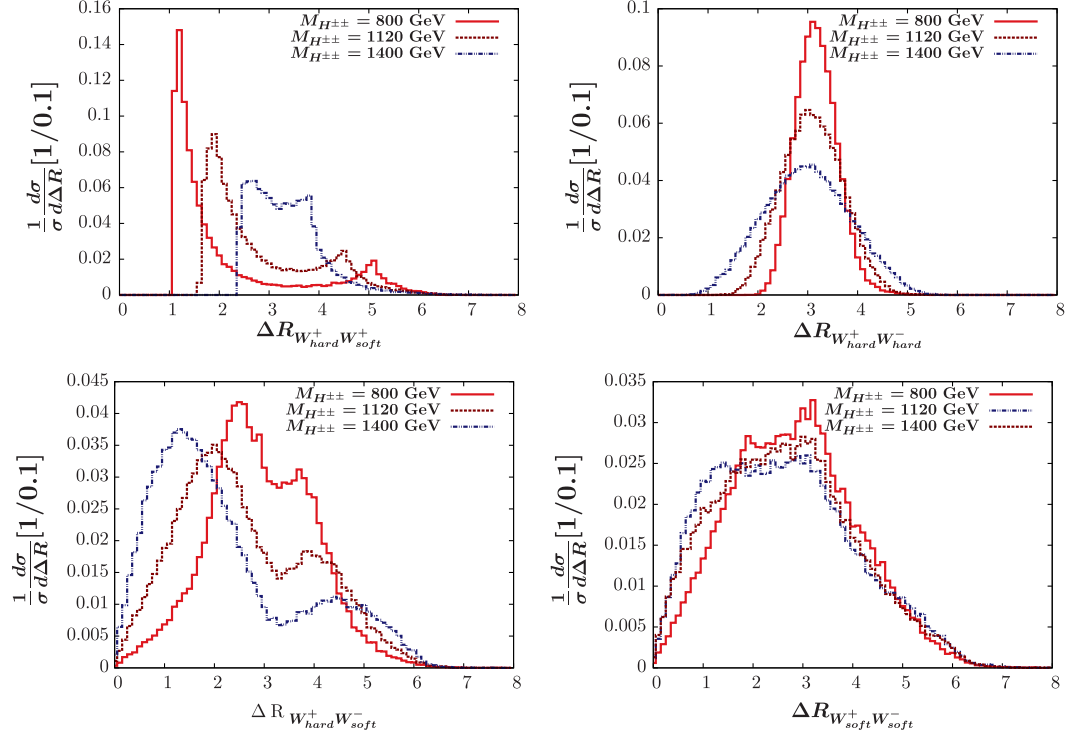 M_{H^{±±}} = 800 GeV
M_{H^{±±}} = 1120 GeV
M_{H^{±±}} = 1400 GeV
0.16
0.14
0.12
0.1
0.08
0.06
0.04
0.02
0
\frac{1}{σ} \frac{dσ}{dΔR}[1/0.1]
0 1 2 3 4 5 6 7 8
ΔR_{W^+_{hard}W^+_{soft}}
M_{H^{±±}} = 800 GeV
M_{H^{±±}} = 1120 GeV
M_{H^{±±}} = 1400 GeV
0.1
0.08
0.06
0.04
0.02
0
\frac{1}{σ} \frac{dσ}{dΔR}[1/0.1]
0 1 2 3 4 5 6 7 8
ΔR_{W^+_{hard}W^-_{hard}}
M_{H^{±±}} = 800 GeV
M_{H^{±±}} = 1120 GeV
M_{H^{±±}} = 1400 GeV
0.045
0.04
0.035
0.03
0.025
0.02
0.015
0.01
0.005
0
\frac{1}{σ} \frac{dσ}{dΔR}[1/0.1]
0 1 2 3 4 5 6 7 8
Δ R_{W^+_{hard}W^-_{soft}}
M_{H^{±±}} = 800 GeV
M_{H^{±±}} = 1120 GeV
M_{H^{±±}} = 1400 GeV
0.035
0.03
0.025
0.02
0.015
0.01
0.005
0
\frac{1}{σ} \frac{dσ}{dΔR}[1/0.1]
0 1 2 3 4 5 6 7 8
ΔR_{W^+_{soft}W^-_{soft}}